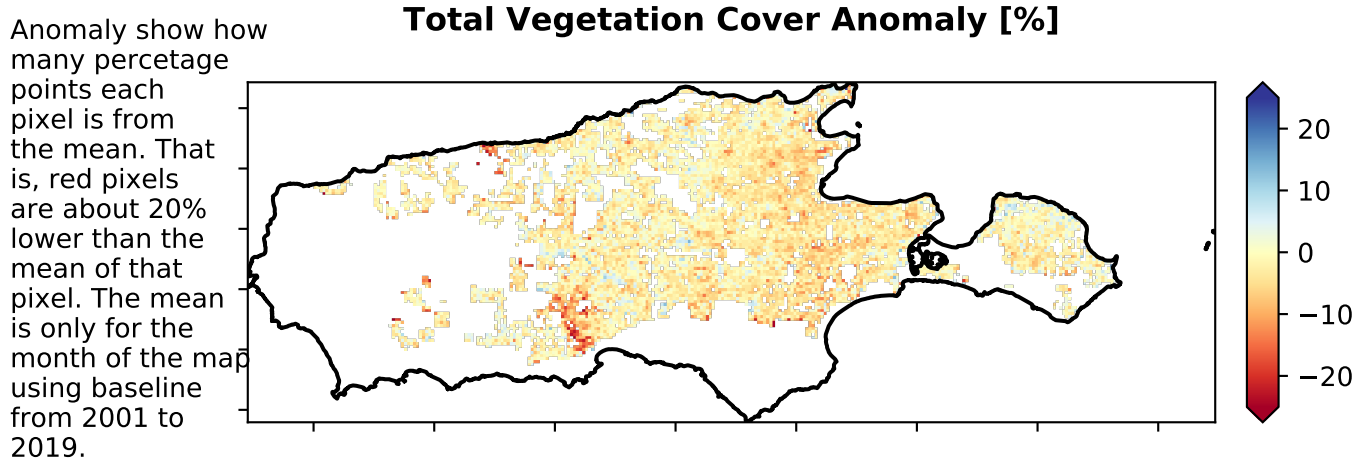 Total Vegetation Cover Anomaly [%]
Anomaly show how
many percetage
points each
pixel is from
the mean. That
is, red pixels
are about 20%
lower than the
mean of that
pixel. The mean
is only for the
month of the map
using baseline
from 2001 to
2019.
20
10
0
−10
−20